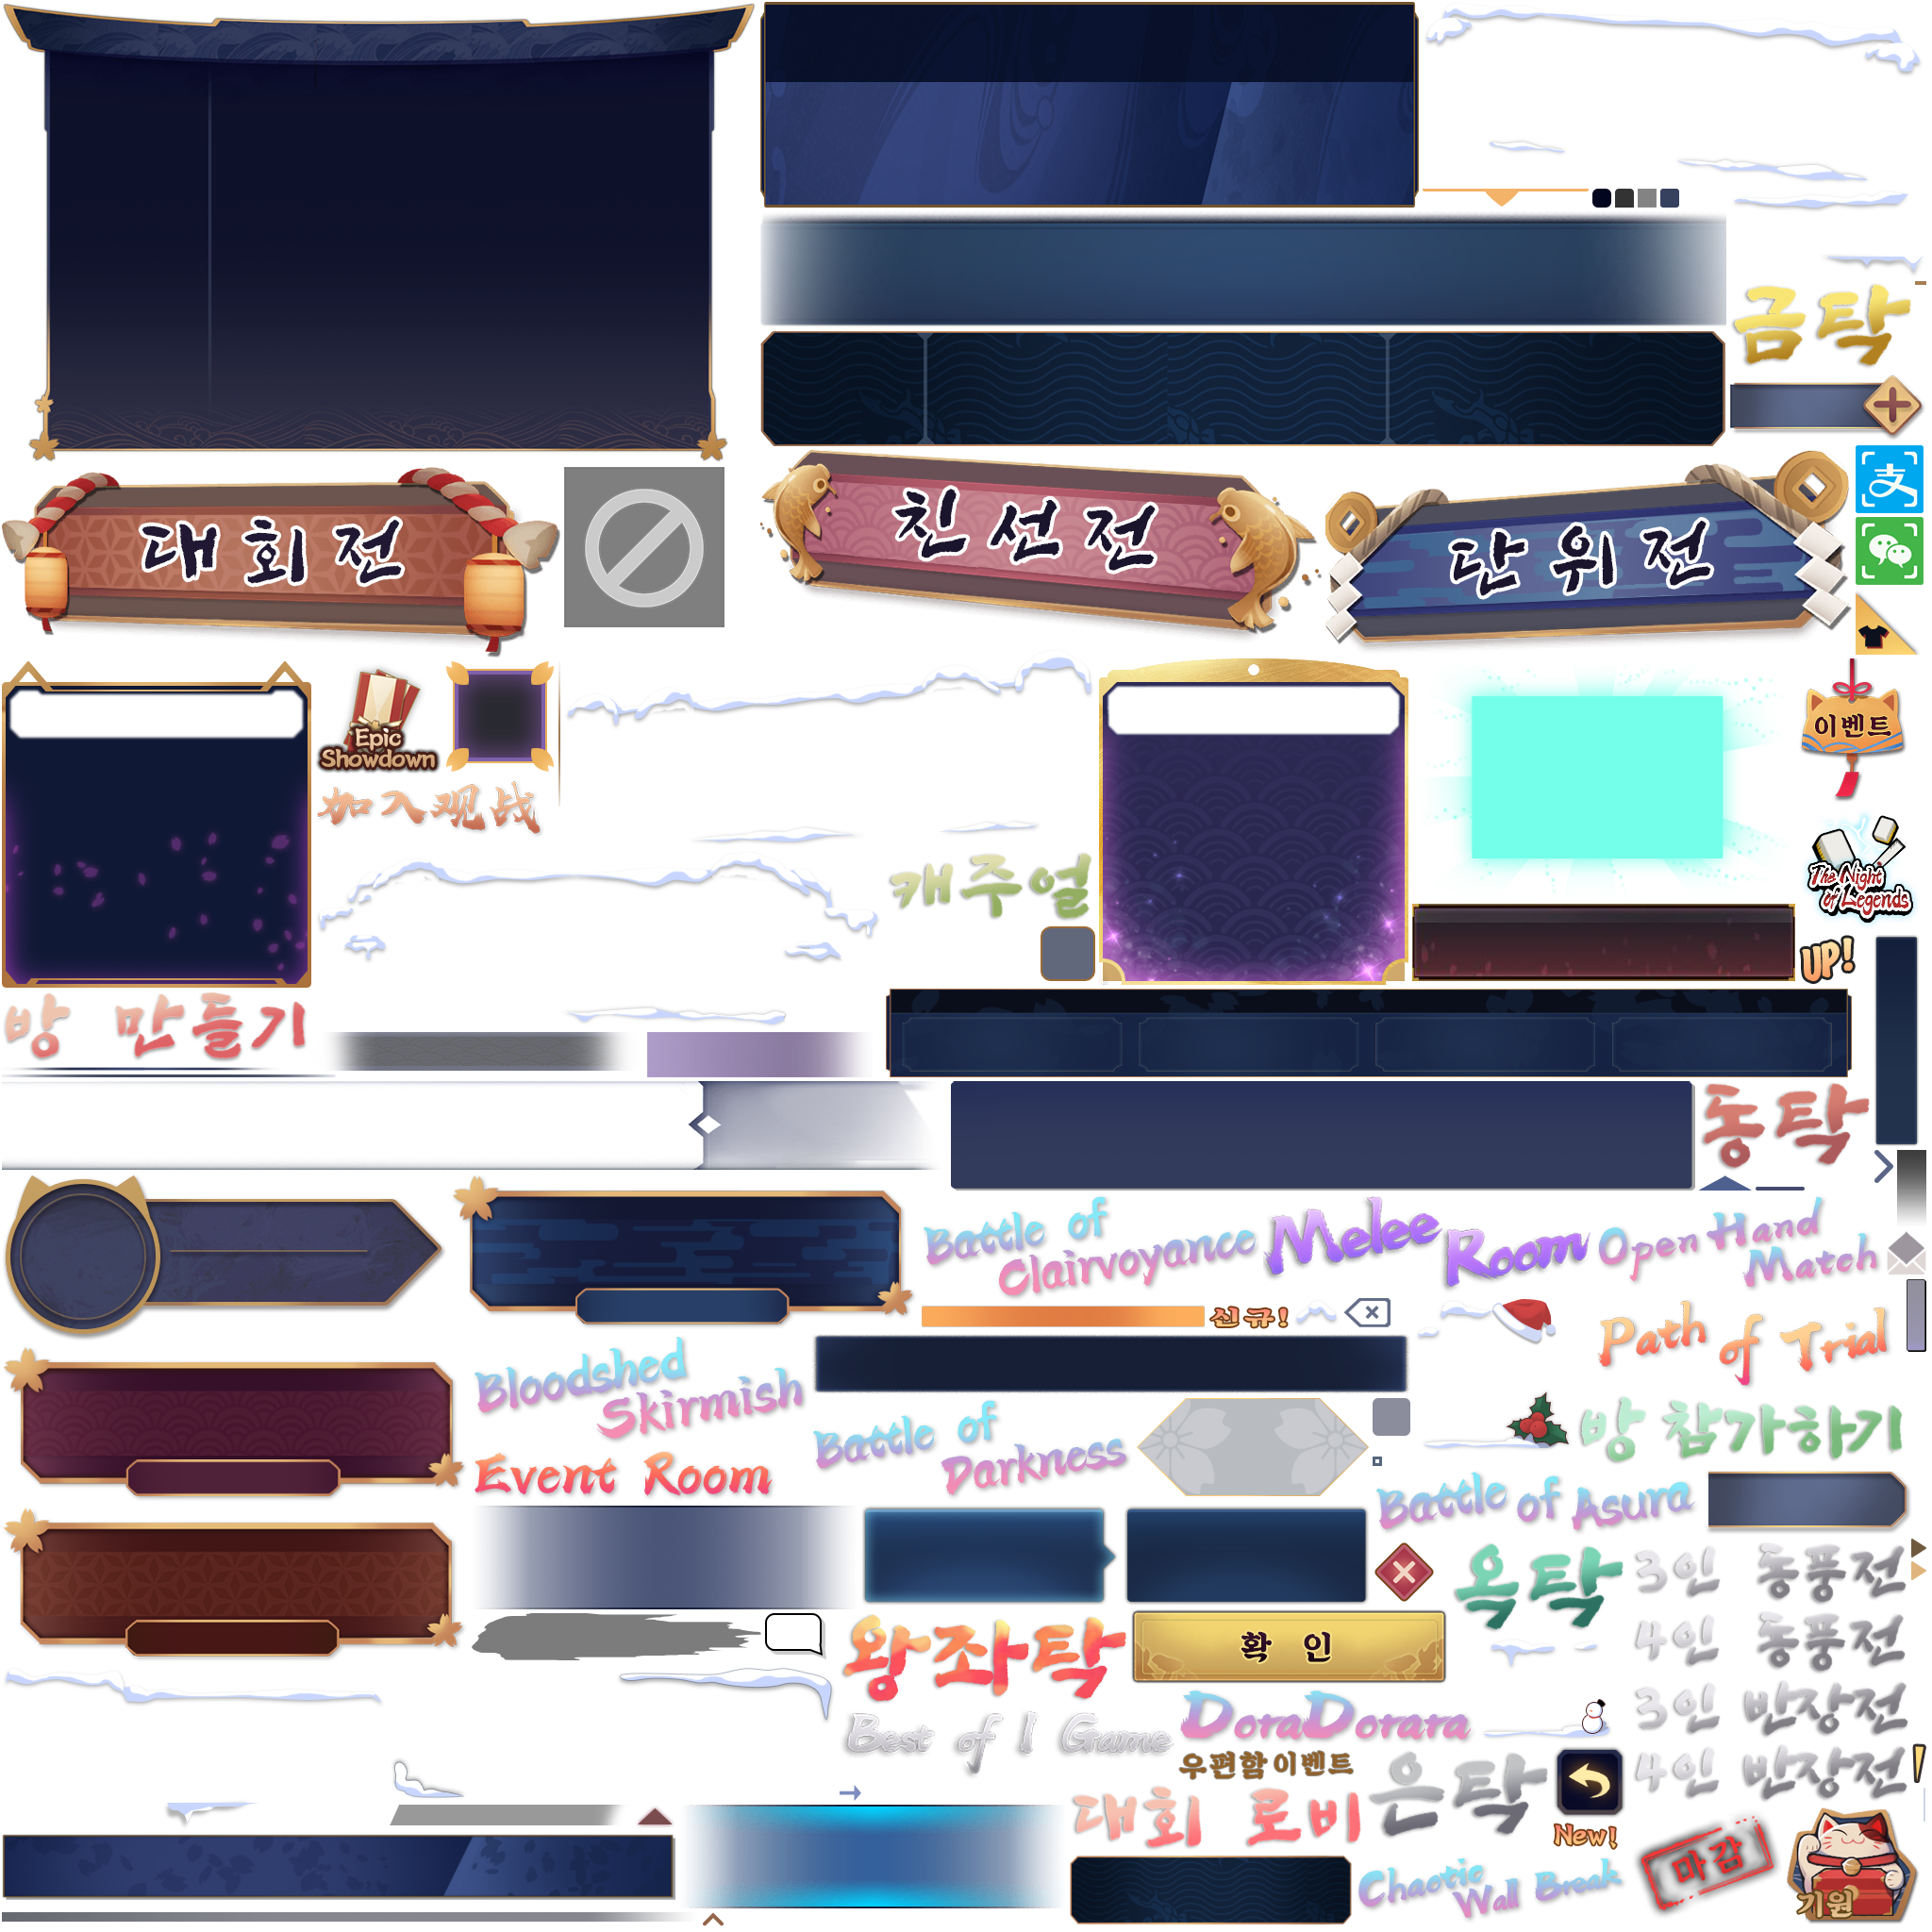 금탁
대회전
친선전
단위전
支
Epic
Showdown
加入观战
이벤트
캐주얼
The Night
of Legends
UP!
방 만들기
동탁
Battle of
Clairvoyance
Melee
Room
Open Hand
Match
신규!
Path of Trial
Bloodshed
Skirmish
Battle of
Darkness
방 참가하기
Event Room
Battle of Asura
옥탁
3인 동풍전
왕좌탁
확 인
4인 동풍전
Best of 1 Game
DoraDorara
3인 반장전
우편함 이벤트
은탁
4인 반장전
대회 로비
New!
마감
Chaotic
Wall Break
기원